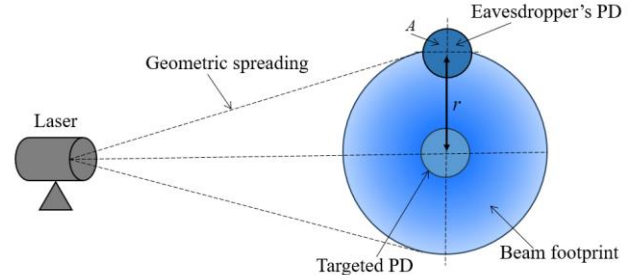 Eavesdropper's PD
A
Geometric spreading
Laser
r
Beam footprint
Targeted PD